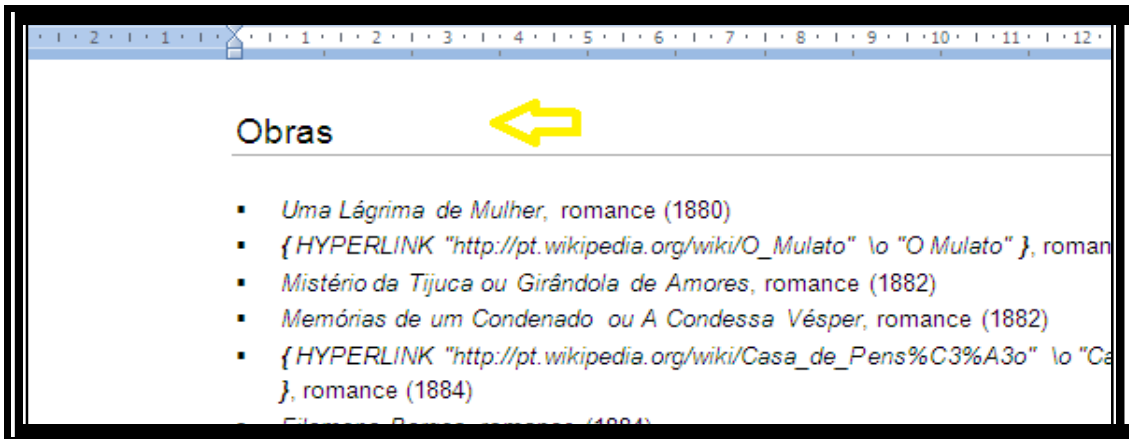 2 1 1 2 3 4 5 6 7 8 9 10 11 12
Obras
▪ Uma Lágrima de Mulher, romance (1880)
▪ { HYPERLINK "http://pt.wikipedia.org/wiki/O_Mulato" \o "O Mulato" }, roman
▪ Mistério da Tijuca ou Girândola de Amores, romance (1882)
▪ Memórias de um Condenado ou A Condessa Vésper, romance (1882)
▪ { HYPERLINK "http://pt.wikipedia.org/wiki/Casa_de_Pens%C3%A3o" \o "Ca
}, romance (1884)
romance (1884)